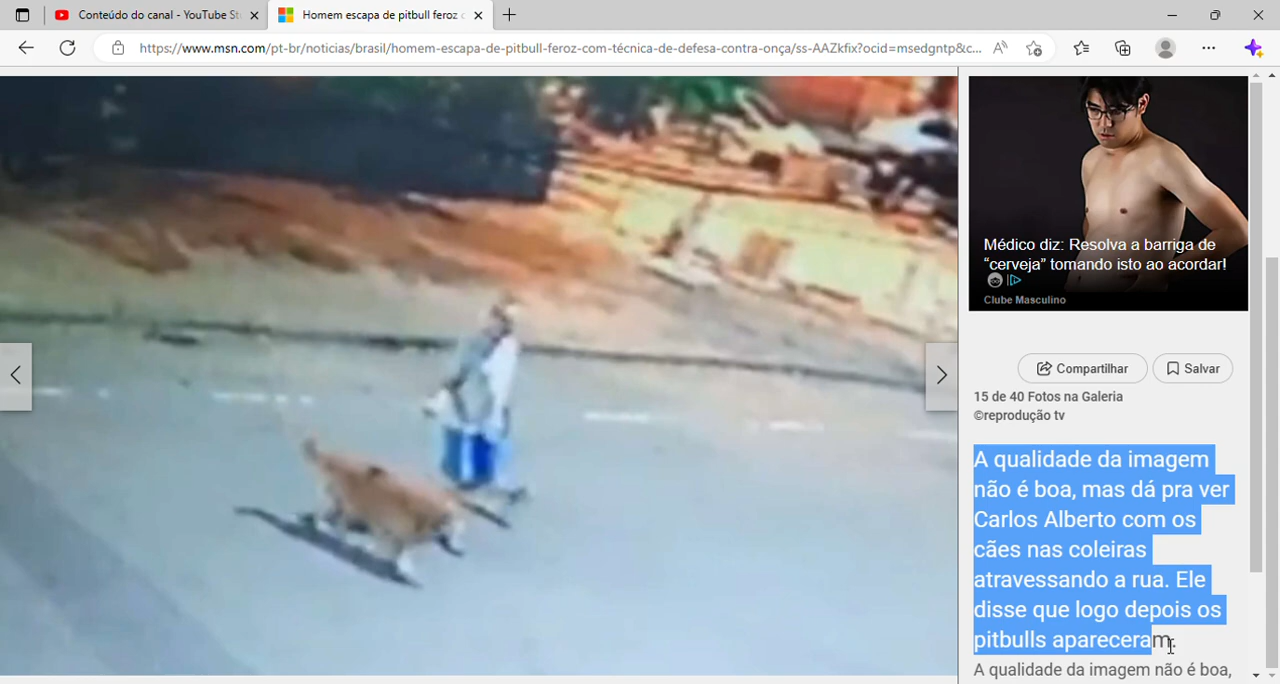 Conteúdo do canal - YouTube St
Homem escapa de pitbull feroz c
https://www.msn.com/pt-br/noticias/brasil/homem-escapa-de-pitbull-feroz-com-técnica-de-defesa-contra-onça/ss-AAZkfix?ocid=msedgntp&c...
Médico diz: Resolva a barriga de
“cerveja” tomando isto ao acordar!
Clube Masculino
Compartilhar
Salvar
15 de 40 Fotos na Galeria
©reprodução tv
A qualidade da imagem
não é boa, mas dá pra ver
Carlos Alberto com os
cães nas coleiras
atravessando a rua. Ele
disse que logo depois os
pitbulls apareceram.
A qualidade da imagem não é boa,